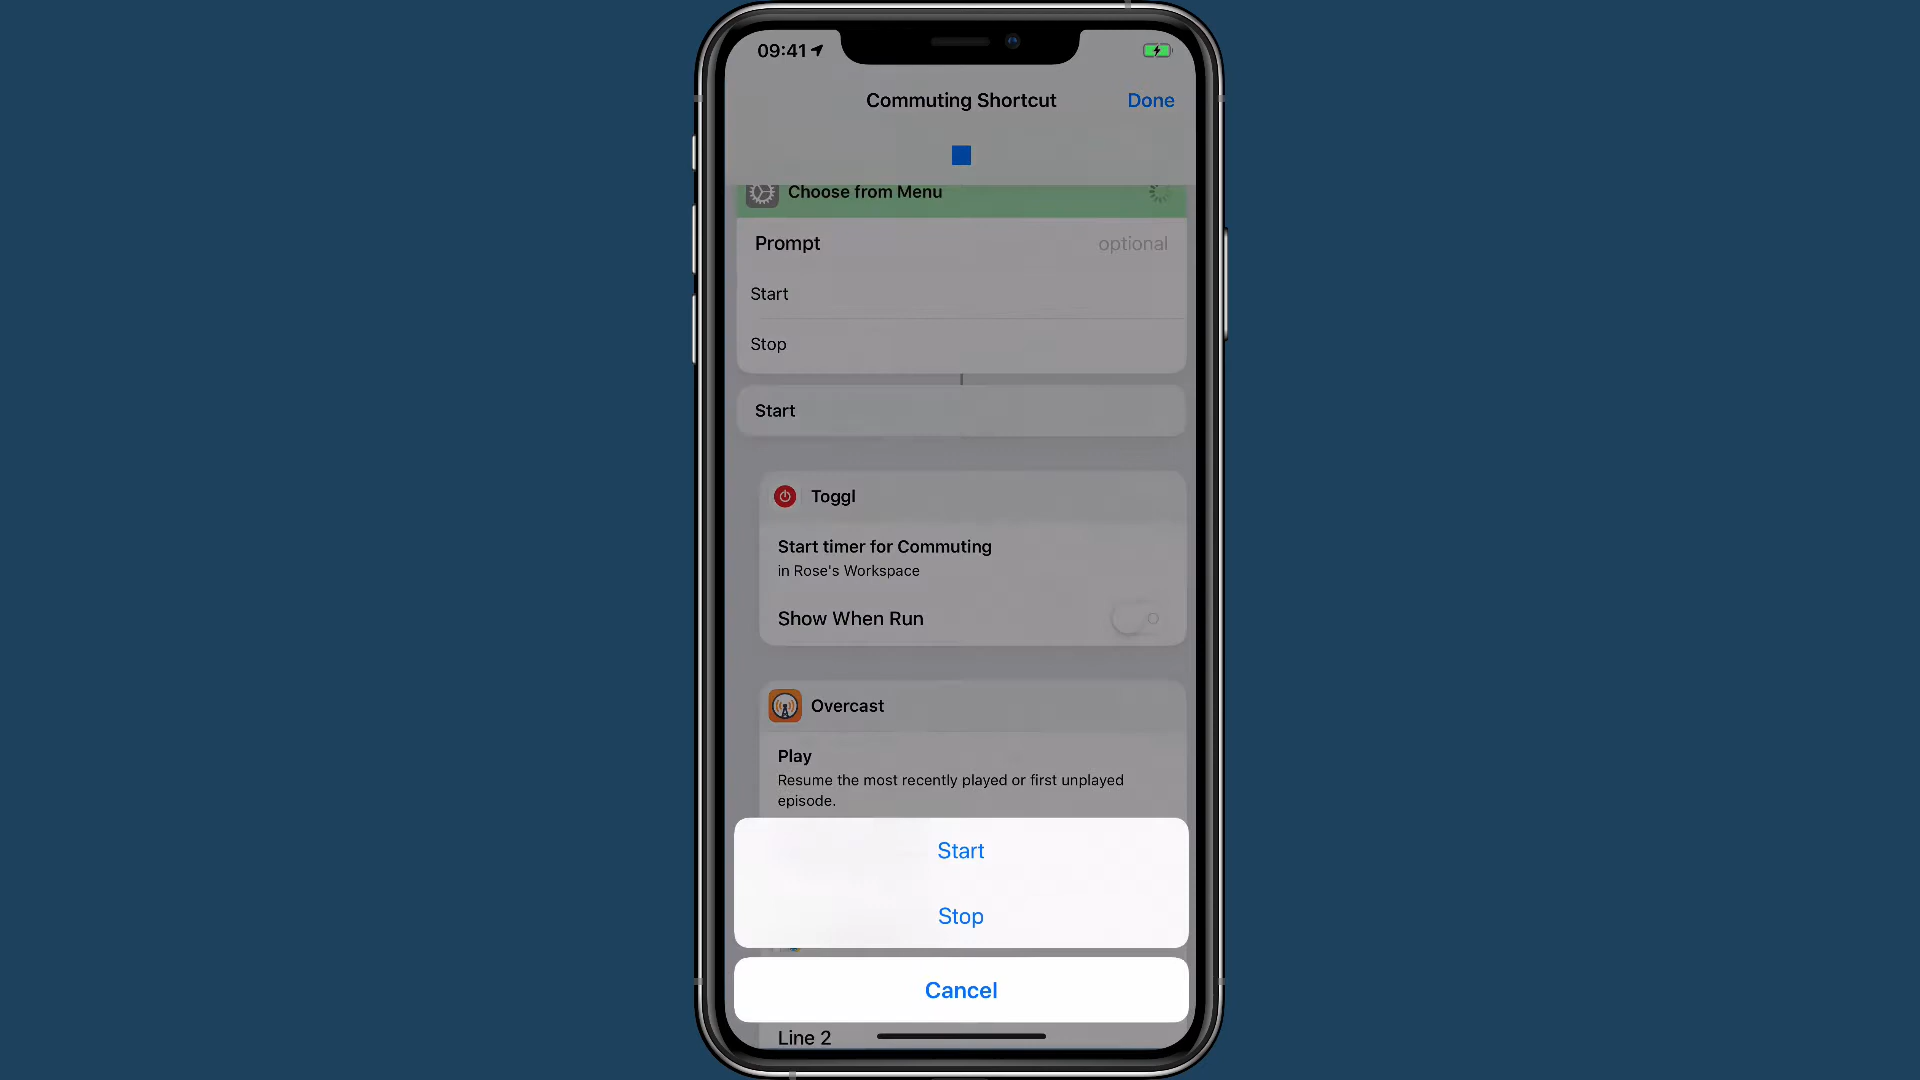 09:41
Commuting Shortcut
Done
Choose from Menu
Prompt
optional
Start
Stop
Start
Toggl
Start timer for Commuting
in Rose's Workspace
Show When Run
Overcast
Play
Resume the most recently played or first unplayed
episode.
Start
Stop
Cancel
Line 2